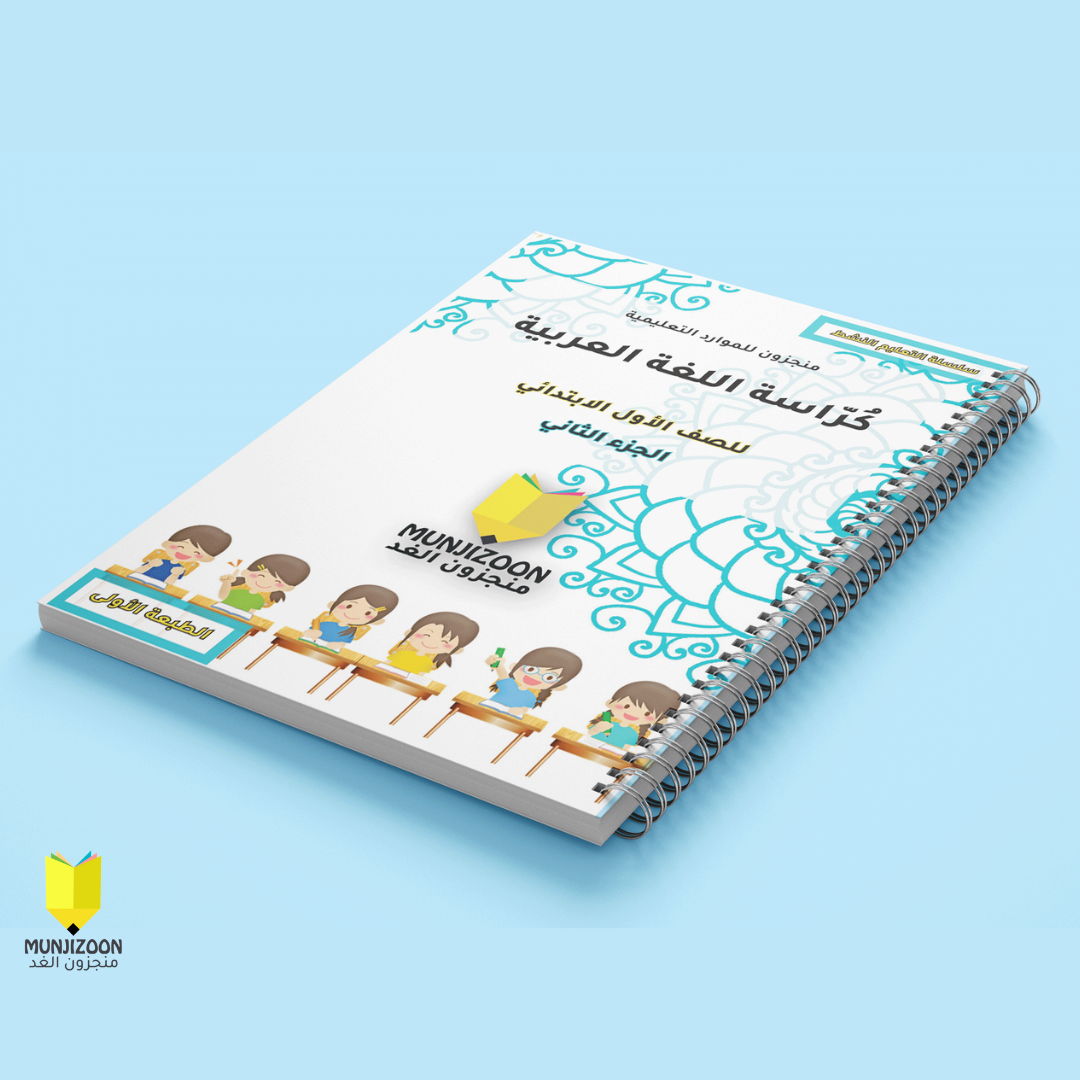 سلسلة التعليم النشط
منجزون للموارد التعليمية
كُرّاسة اللغة العربية
للصف الأول الابتدائي
الجزء الثاني
MUNJIZOON
منجزون الغد
الطبعة الأولى
MUNJIZOON
منجزون الغد